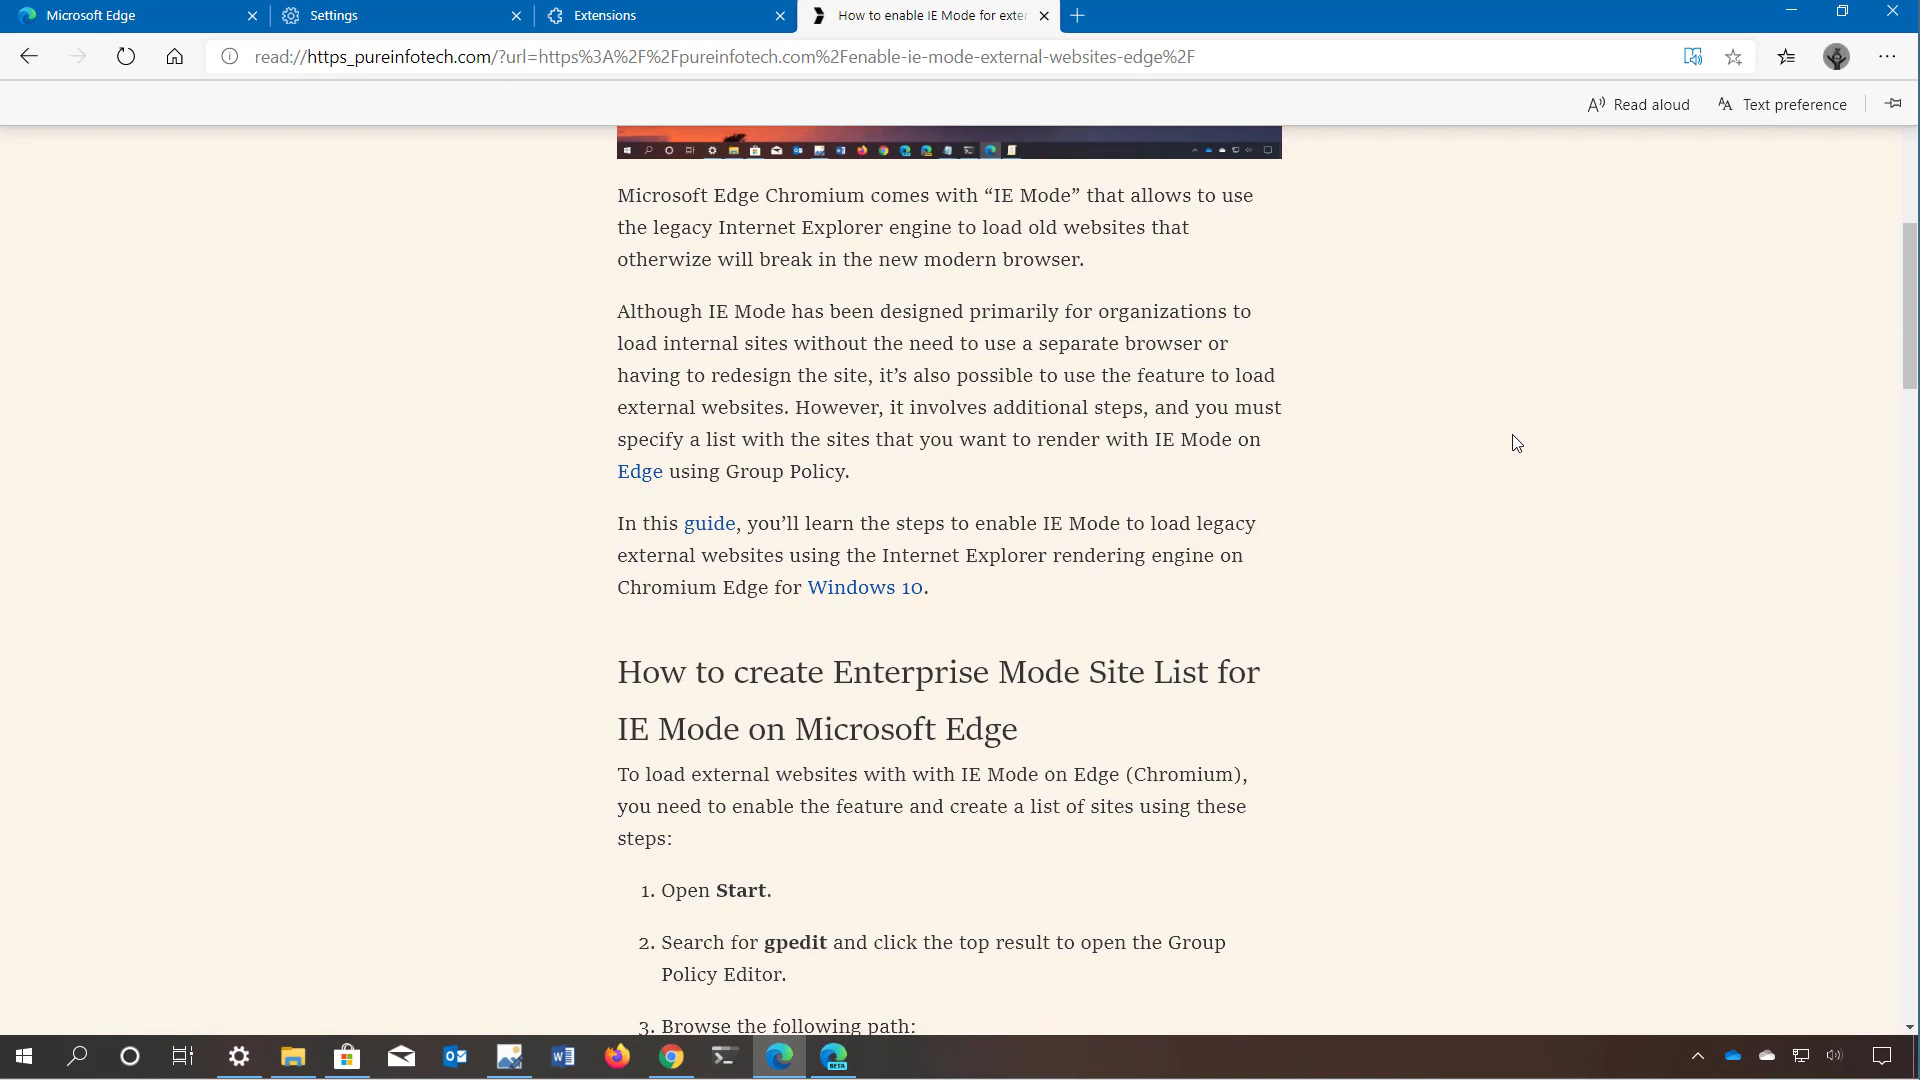 Microsoft Edge
Settings
Extensions
How to enable IE Mode for exter
read://https_pureinfotech.com/?url=https%3A%2F%2Fpureinfotech.com%2Fenable-ie-mode-external-websites-edge%2F
Read aloud
Text preference
Microsoft Edge Chromium comes with “IE Mode” that allows to use
the legacy Internet Explorer engine to load old websites that
otherwize will break in the new modern browser.
Although IE Mode has been designed primarily for organizations to
load internal sites without the need to use a separate browser or
having to redesign the site, it’s also possible to use the feature to load
external websites. However, it involves additional steps, and you must
specify a list with the sites that you want to render with IE Mode on
Edge using Group Policy.
In this guide, you’ll learn the steps to enable IE Mode to load legacy
external websites using the Internet Explorer rendering engine on
Chromium Edge for Windows 10.
How to create Enterprise Mode Site List for
IE Mode on Microsoft Edge
To load external websites with with IE Mode on Edge (Chromium),
you need to enable the feature and create a list of sites using these
steps:
1. Open Start.
2. Search for gpedit and click the top result to open the Group
Policy Editor.
3. Browse the following path:
BETA